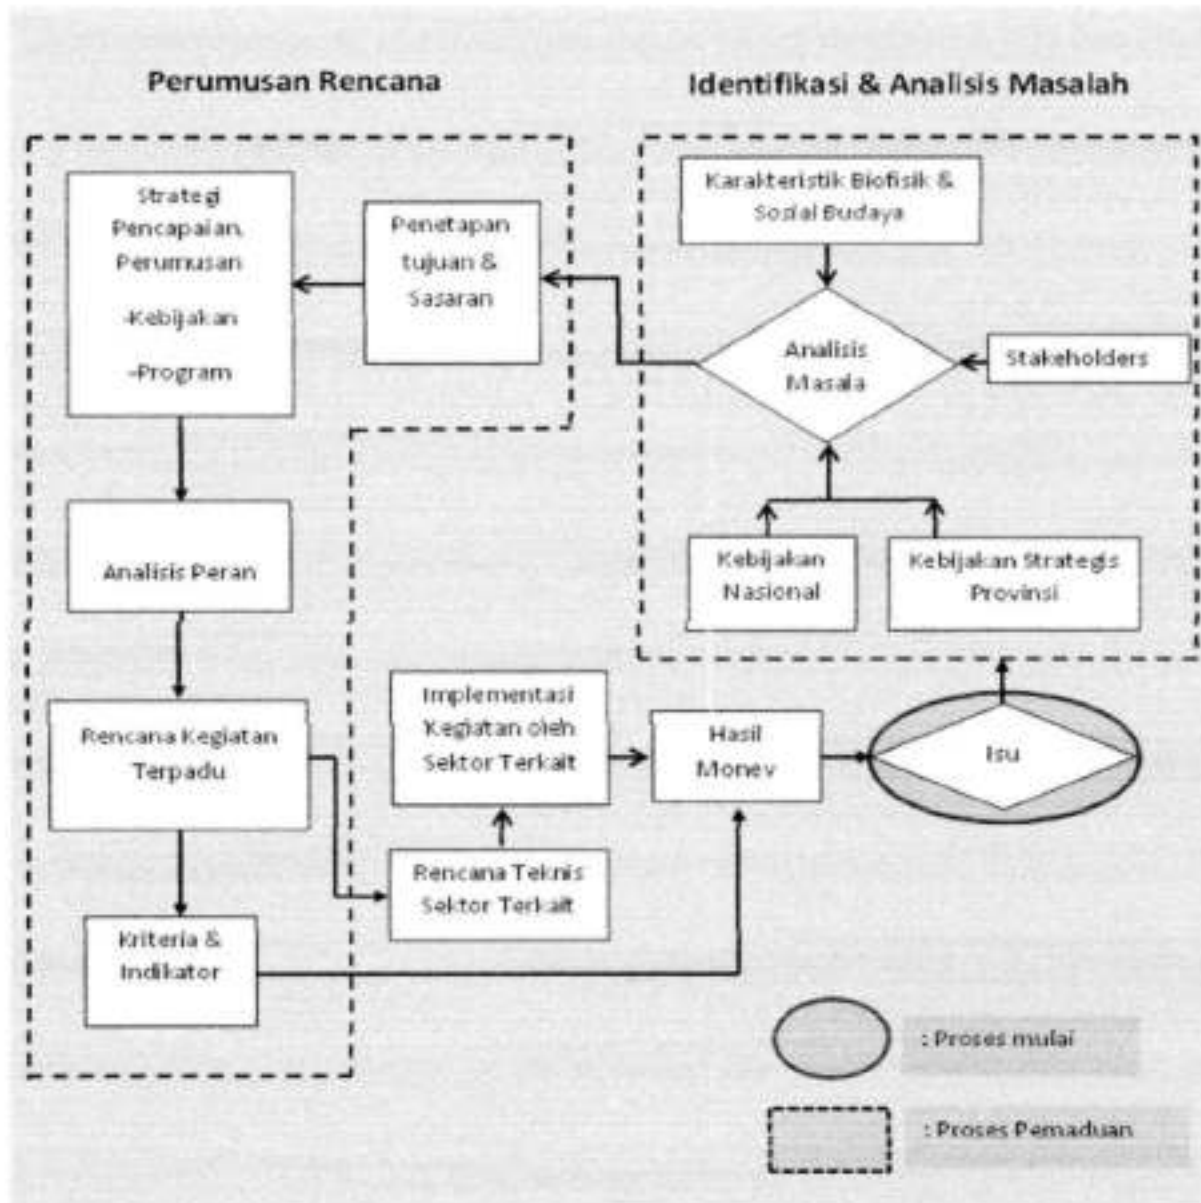 Perumusan Rencana
Identifikasi & Analisis Masalah
Strategi
Pencapaian,
Perumusan
-Kebijakan
-Program
Penetapan
tujuan &
Sasaran
Karakteristik Biofisik &
Sosial Budaya
Analisis
Masala
Stakeholders
Kebijakan
Nasional
Kebijakan Strategis
Provinsi
Analisis Peran
Rencana Kegiatan
Terpadu
Implementasi
Kegiatan oleh
Sektor Terkait
Hasil
Monev
Isu
Rencana Teknis
Sektor Terkait
Kriteria &
Indikator
: Proses mulai
: Proses Pemaduan